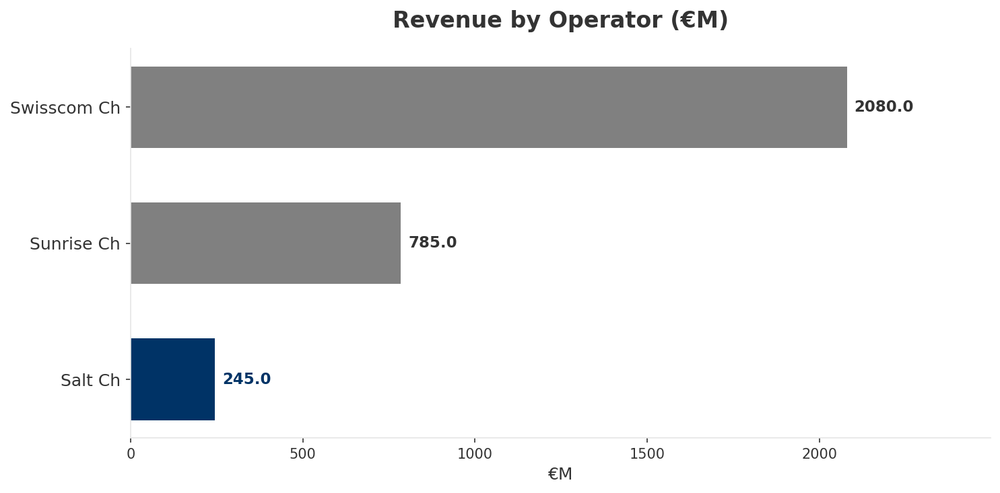 Revenue by Operator (€M)
Swisscom Ch
2080.0
Sunrise Ch
785.0
Salt Ch
245.0
0
500
1000
1500
2000
€M